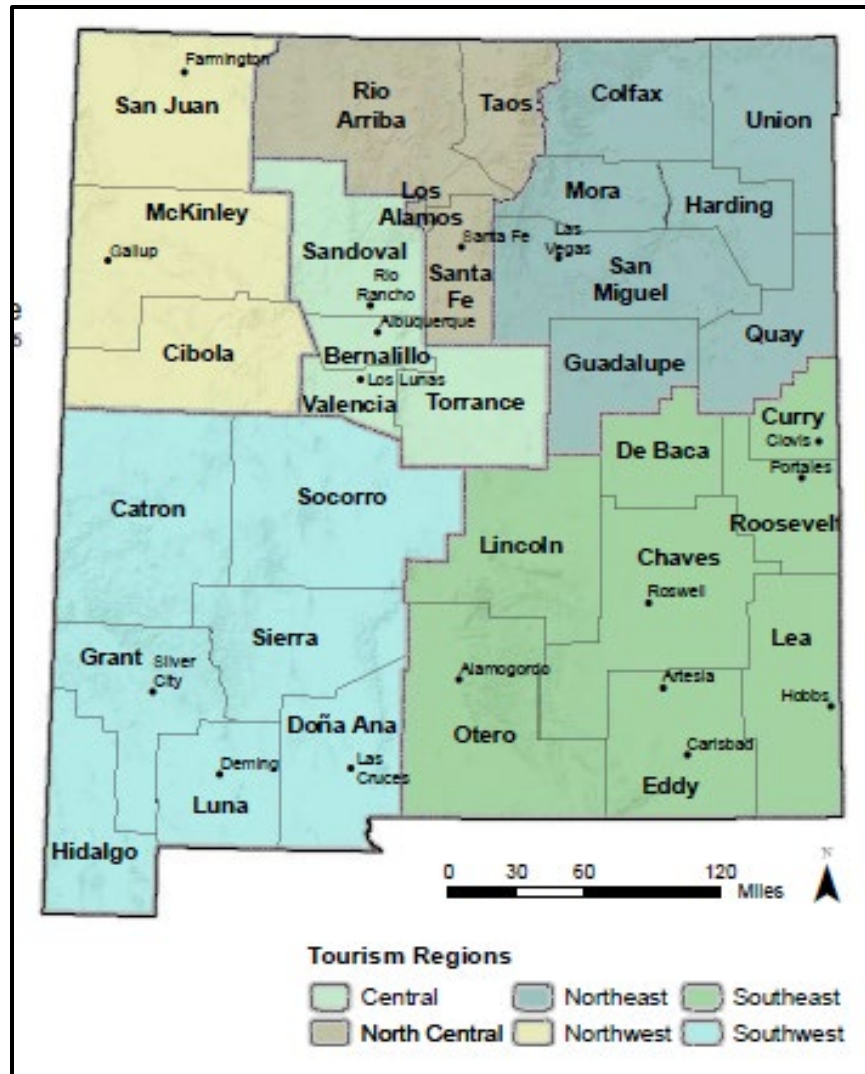 Farmington
San Juan
Rio
Arriba
Taos
Colfax
Union
McKinley
Gallup
Los
Alamos
Mora
Harding
Sandoval
Rio
Rancho
Santa Fe
Santa
Fe
Las
Vegas
San
Miguel
e
Cibola
Albuquerque
Bernalillo
Los Lunas
Valencia
Torrance
Guadalupe
Quay
Curry
Clovis
De Baca
Portales
Catron
Socorro
Roosevelt
Lincoln
Chaves
Roswell
Grant
Silver
City
Sierra
Lea
Alamogordo
Artesia
Hobbs
Doña Ana
Otero
Deming
Las
Cruces
Carlsbad
Luna
Eddy
Hidalgo
0 30 60 120
Miles
N
Tourism Regions
Central Northeast Southeast
North Central Northwest Southwest